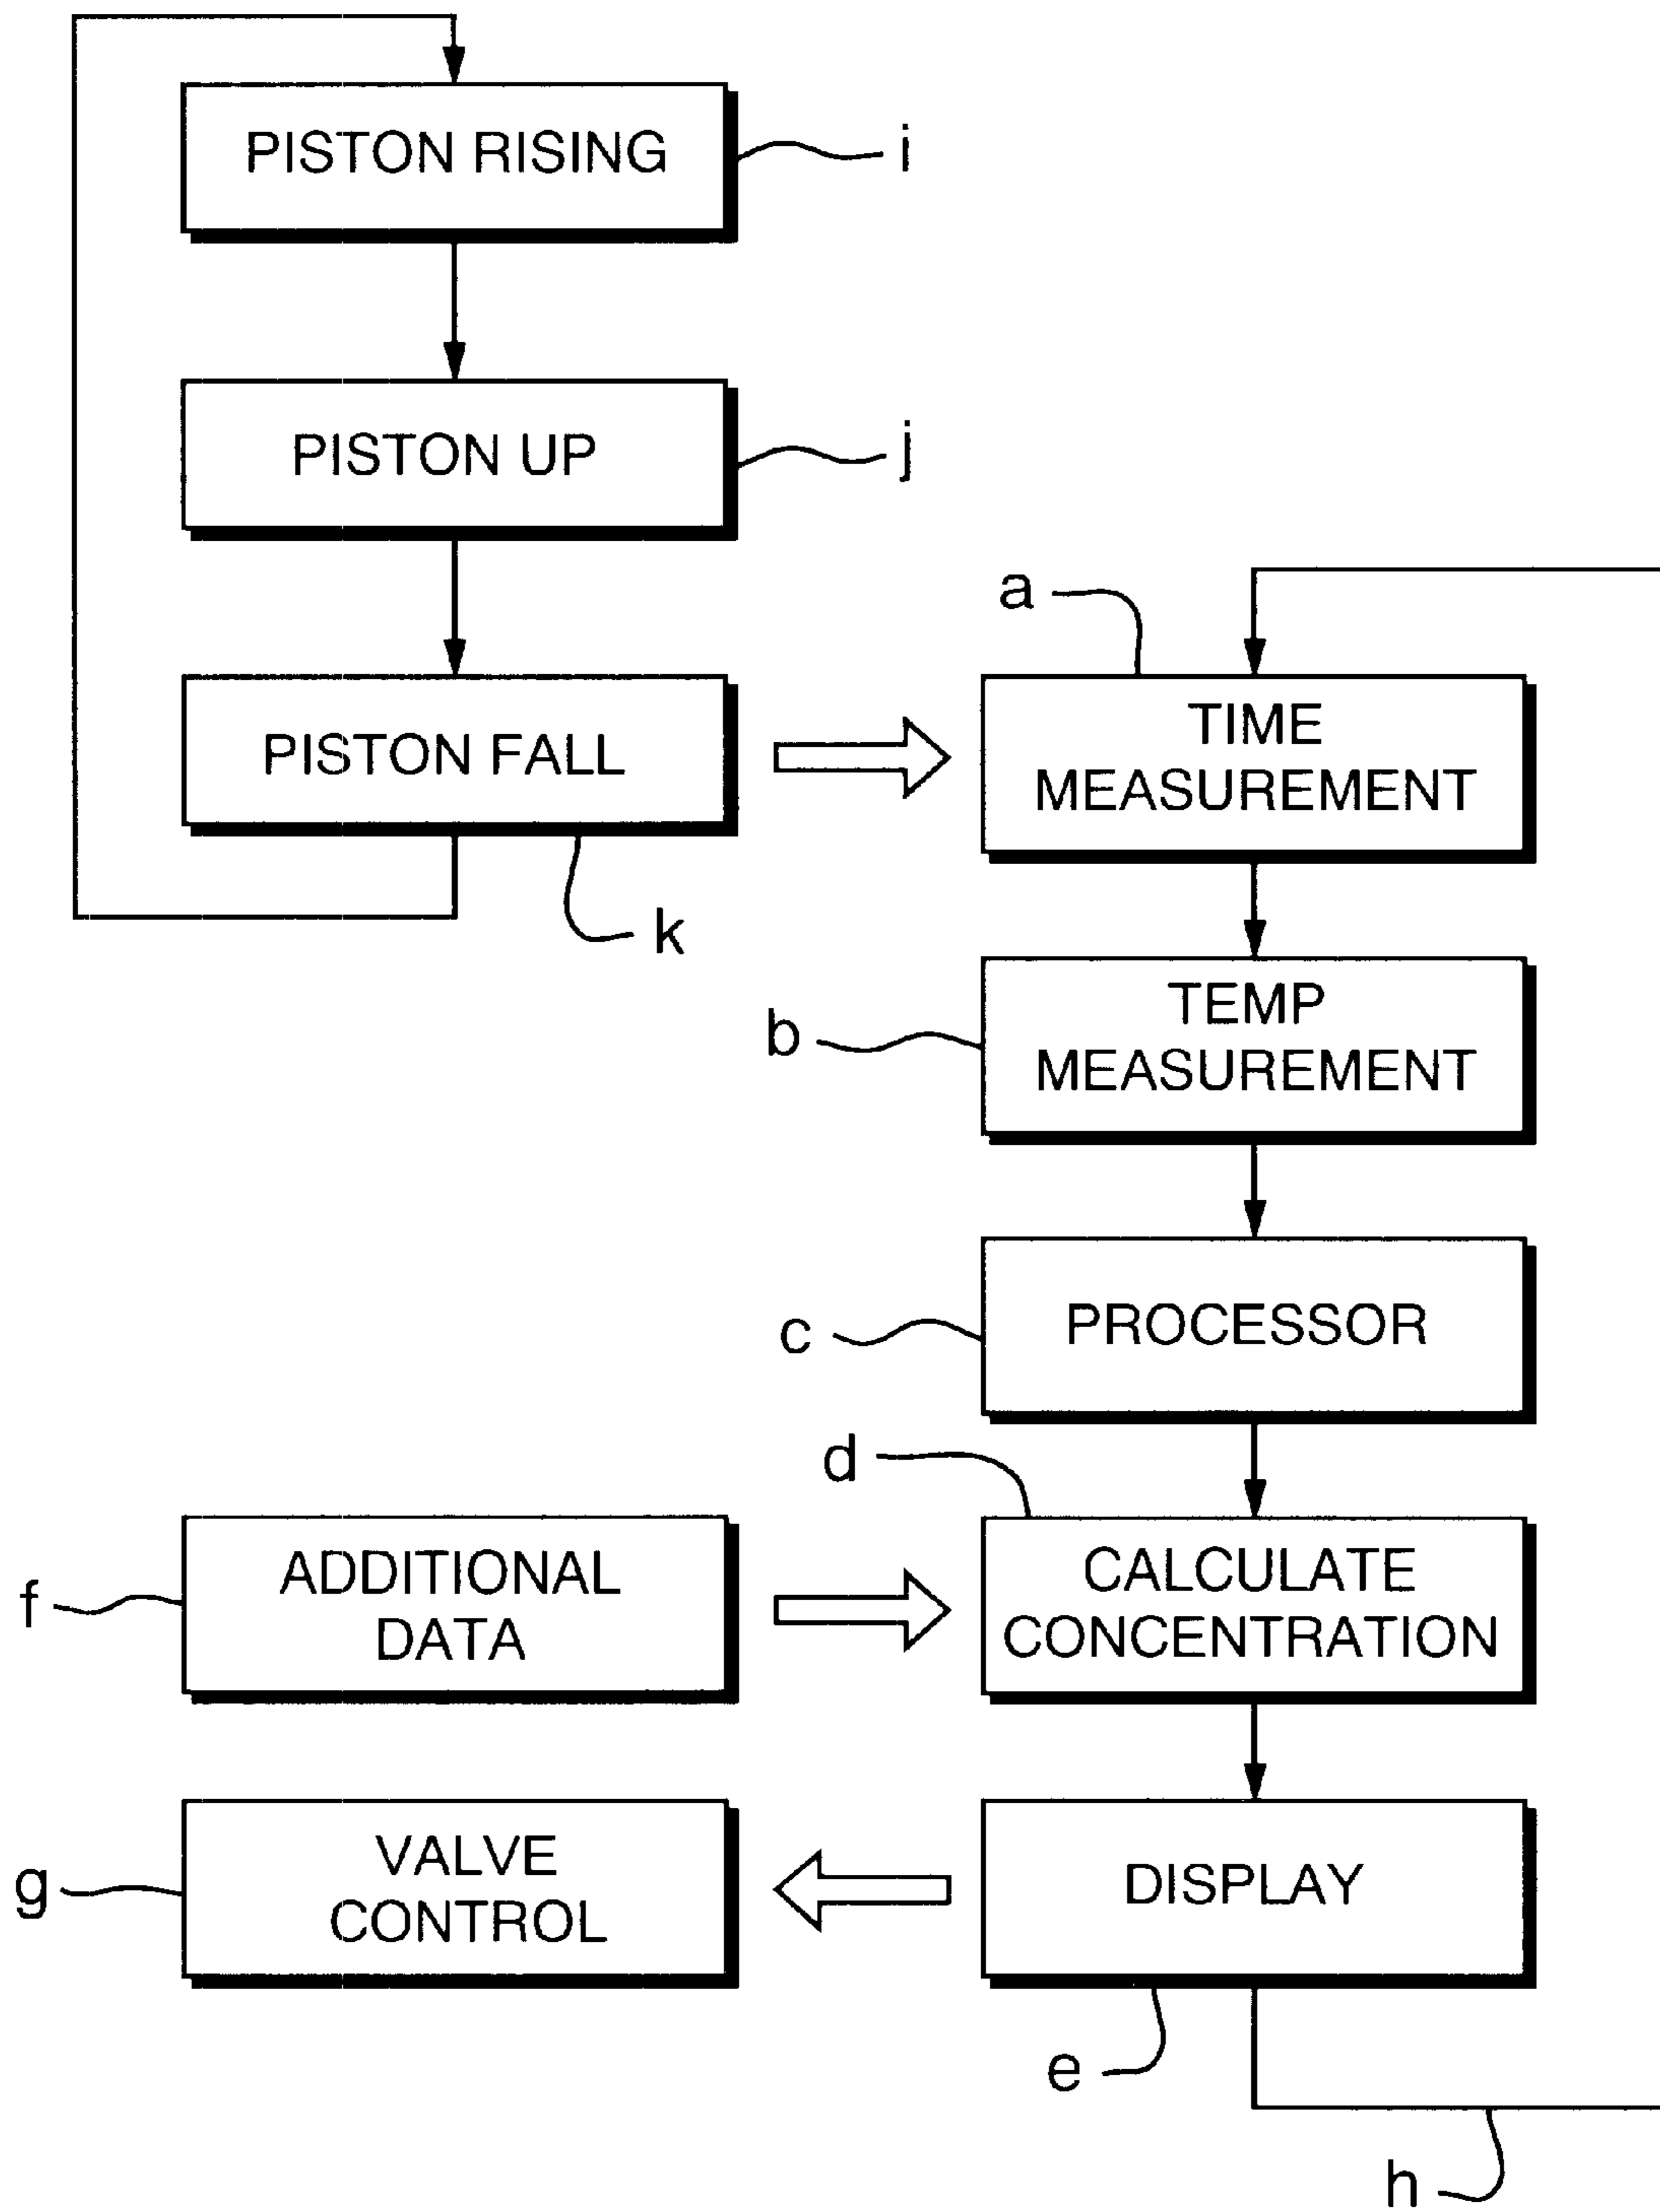 PISTON RISING
i
PISTON UP
j
PISTON FALL
k
a
TIME
MEASUREMENT
b
TEMP
MEASUREMENT
c
PROCESSOR
d
CALCULATE
CONCENTRATION
f
ADDITIONAL
DATA
g
VALVE
CONTROL
DISPLAY
e
h